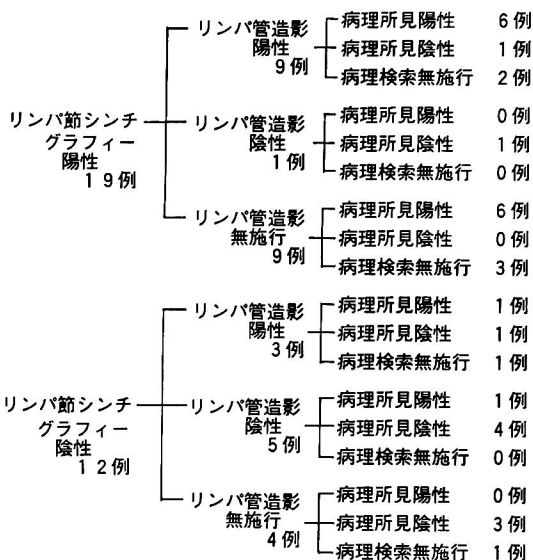 リンパ節シンチ
グラフィー
陽性
19例
リンパ管造影
陽性
9例
病理所見陽性 6例
病理所見陰性 1例
病理検索無施行 2例
リンパ管造影
陰性
1例
病理所見陽性 0例
病理所見陰性 1例
病理検索無施行 0例
リンパ管造影
無施行
9例
病理所見陽性 6例
病理所見陰性 0例
病理検索無施行 3例
リンパ節シンチ
グラフィー
陰性
12例
リンパ管造影
陽性
3例
病理所見陽性 1例
病理所見陰性 1例
病理検索無施行 1例
リンパ管造影
陰性
5例
病理所見陽性 1例
病理所見陰性 4例
病理検索無施行 0例
リンパ管造影
無施行
4例
病理所見陽性 0例
病理所見陰性 3例
病理検索無施行 1例